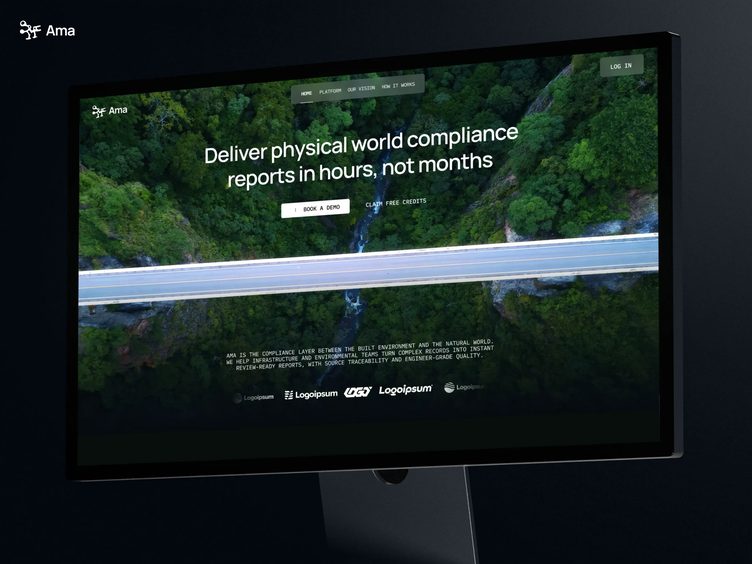 Ama
Ama
HOME PLATFORM OUR VISION HOW IT WORKS
LOG IN
Deliver physical world compliance
reports in hours, not months
BOOK A DEMO
CLAIM FREE CREDITS
AMA IS THE COMPLIANCE LAYER BETWEEN THE BUILT ENVIRONMENT AND THE NATURAL WORLD.
WE HELP INFRASTRUCTURE AND ENVIRONMENTAL TEAMS TURN COMPLEX RECORDS INTO INSTANT
REVIEW-READY REPORTS, WITH SOURCE TRACEABILITY AND ENGINEER-GRADE QUALITY.
Logoipsum Logoipsum LOGO Logoipsum Logoipsum